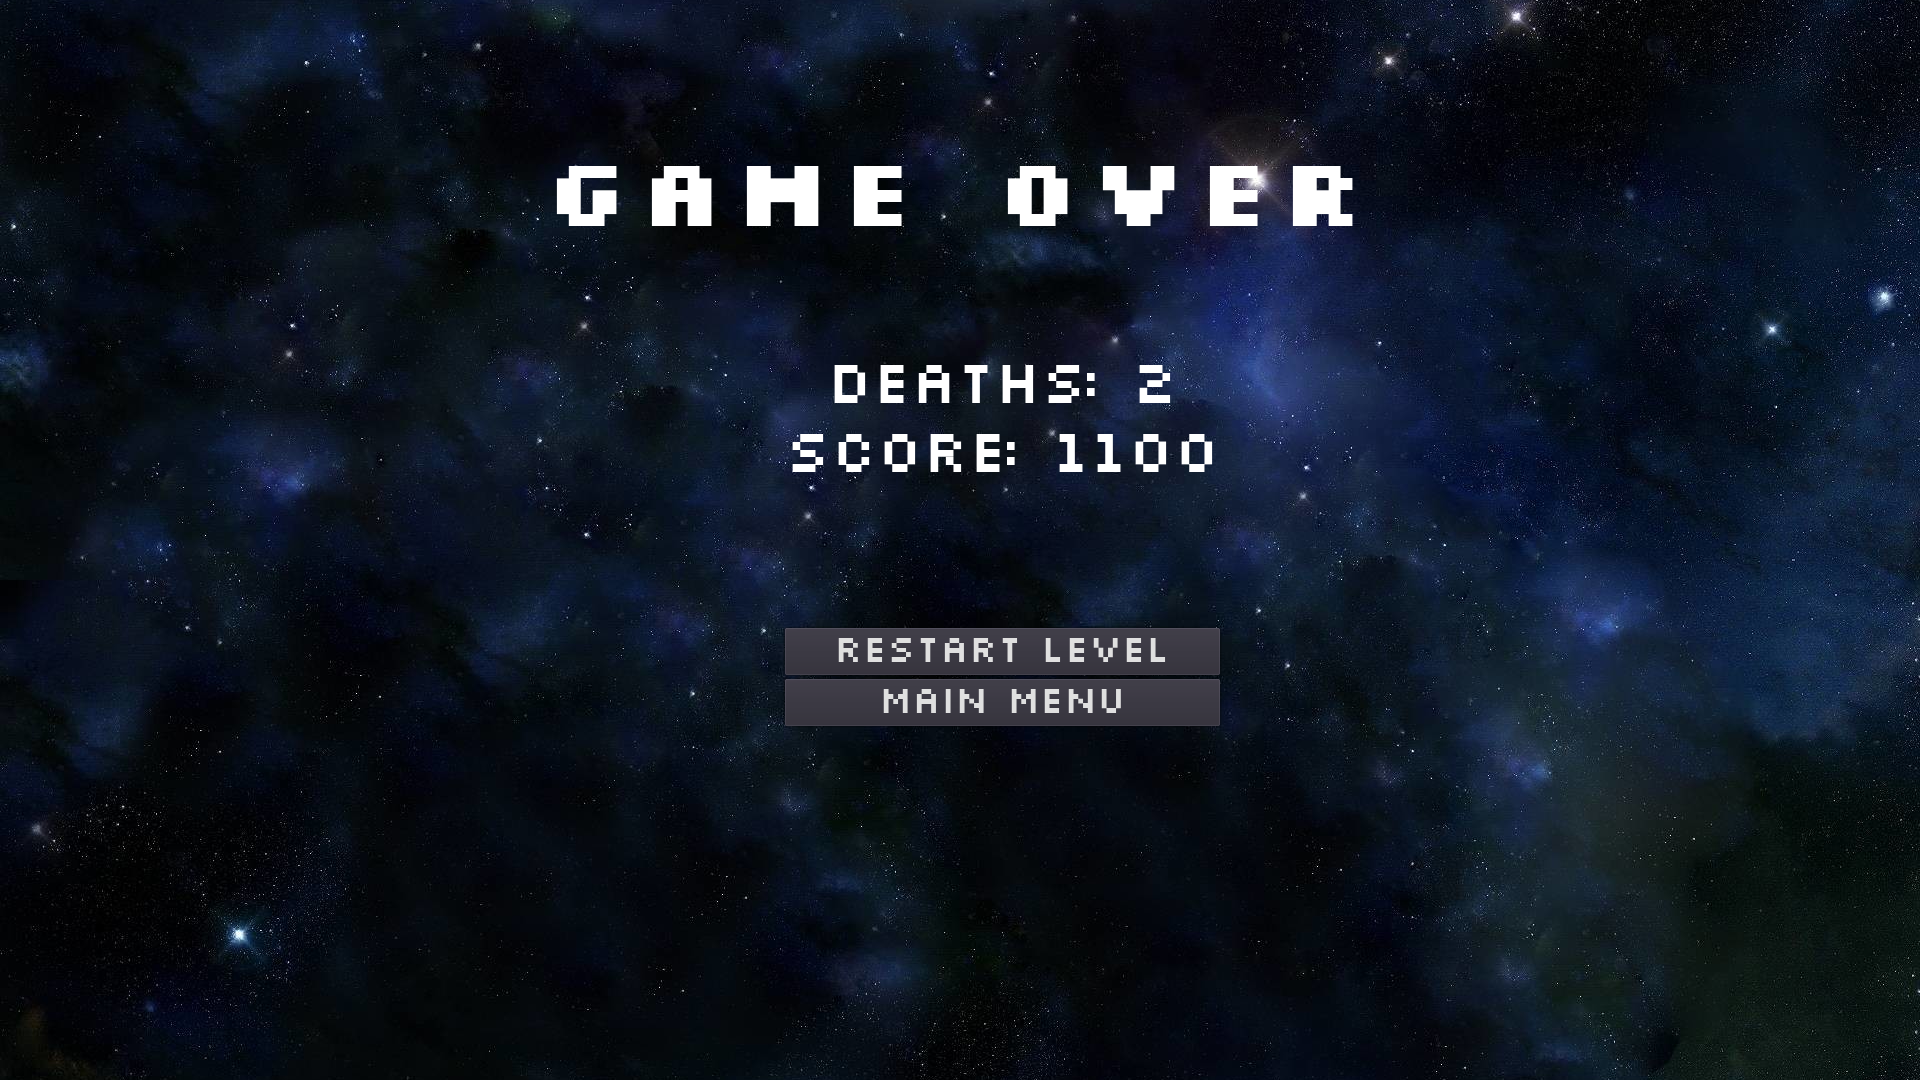 GAME OVER
DEATHS: 2
SCORE: 1100
RESTART LEVEL
MAIN MENU